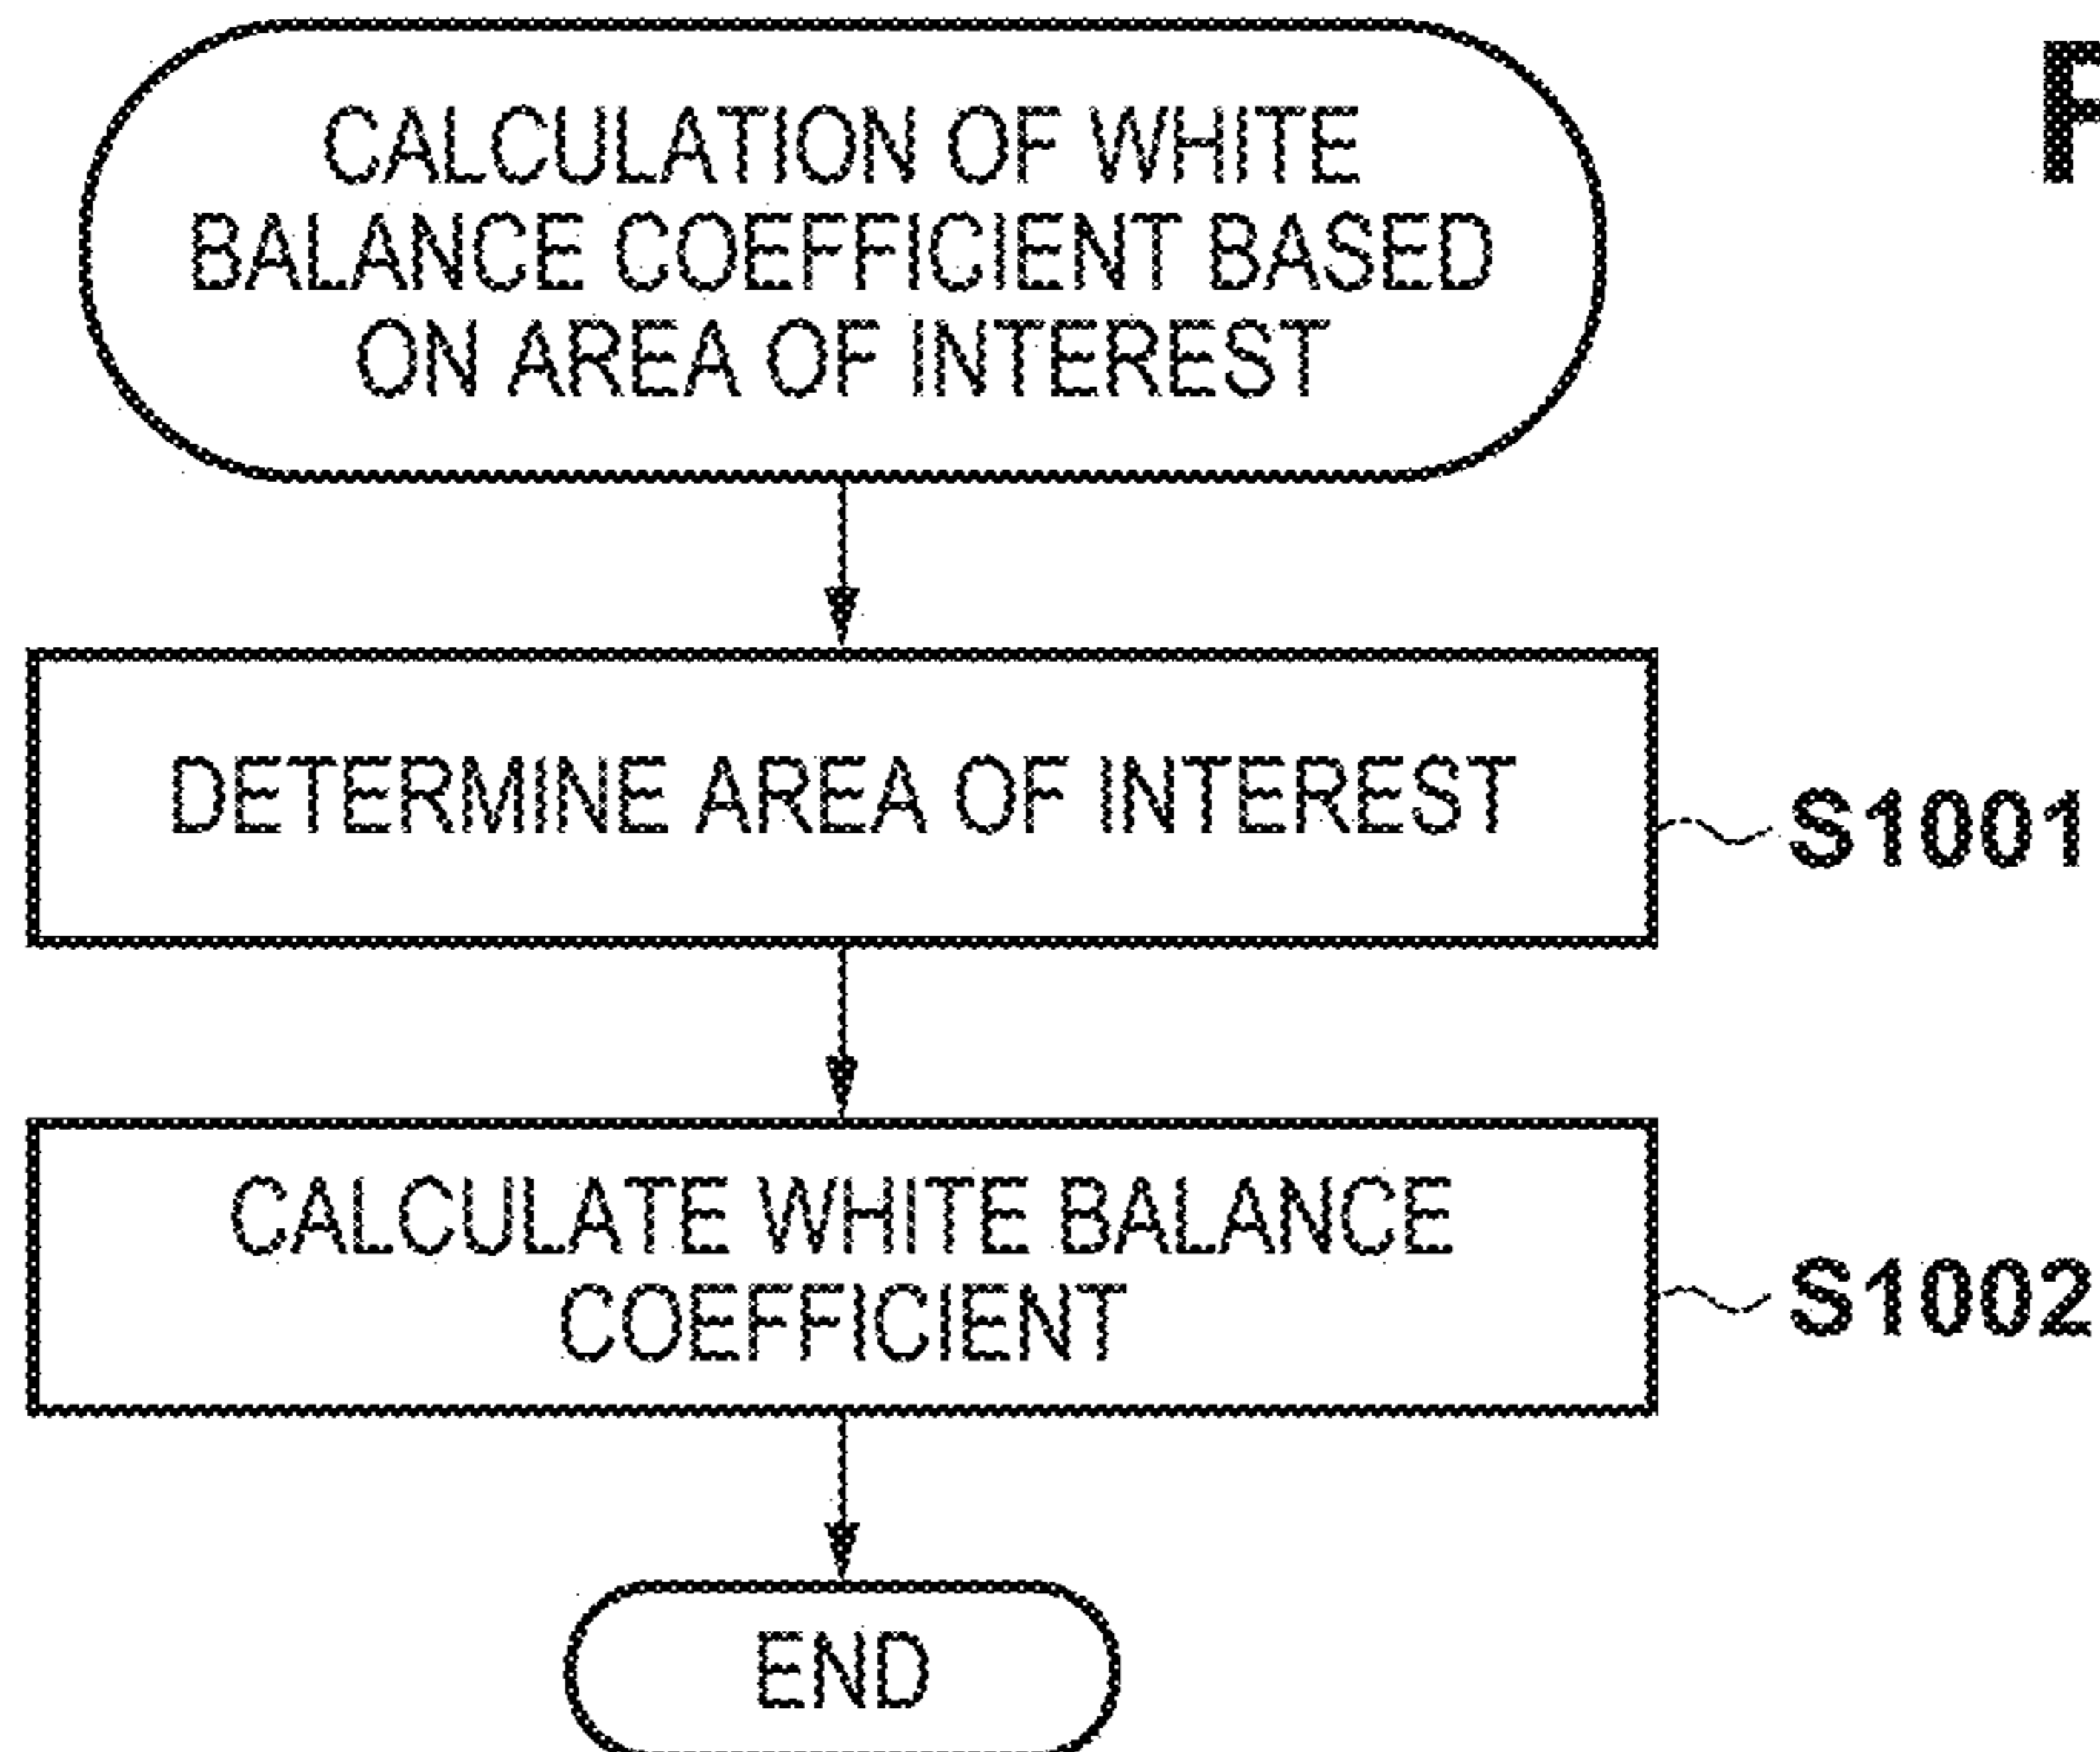 CALCULATION OF WHITE
BALANCE COEFFICIENT BASED
ON AREA OF INTEREST
F
DETERMINE AREA OF INTEREST
S1001
CALCULATE WHITE BALANCE
COEFFICIENT
S1002
END